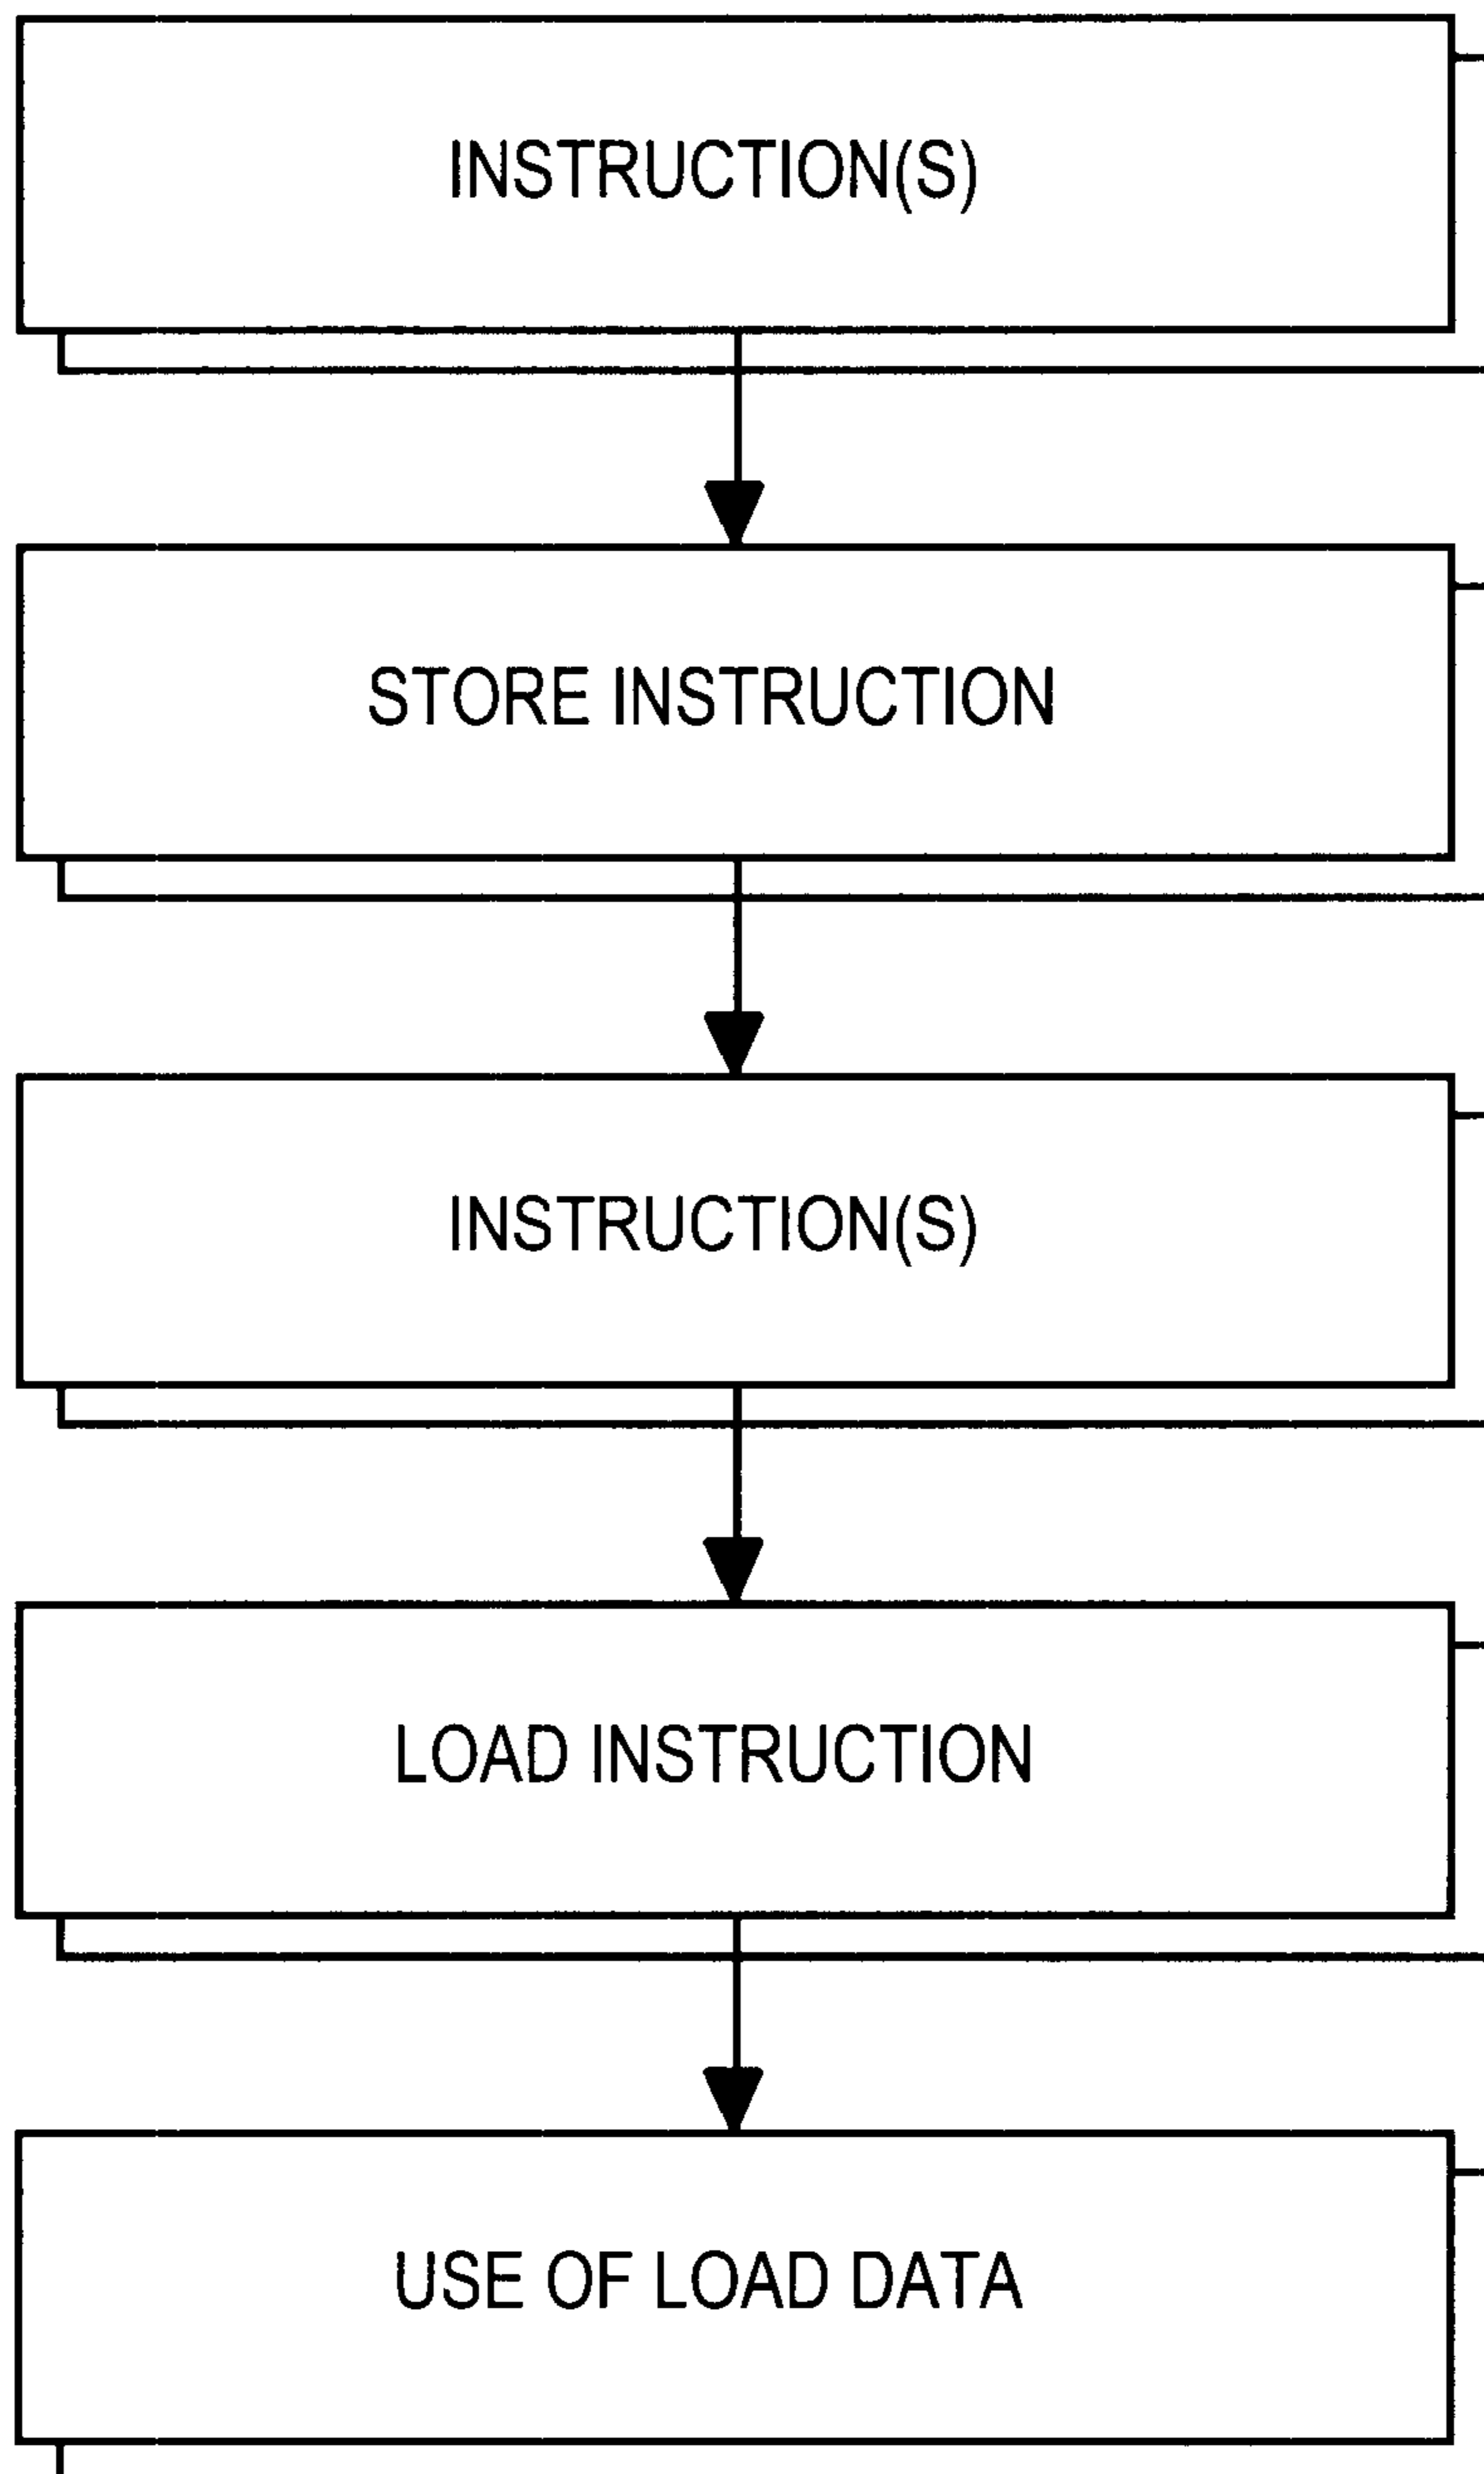 INSTRUCTION(S)
STORE INSTRUCTION
INSTRUCTION(S)
LOAD INSTRUCTION
USE OF LOAD DATA